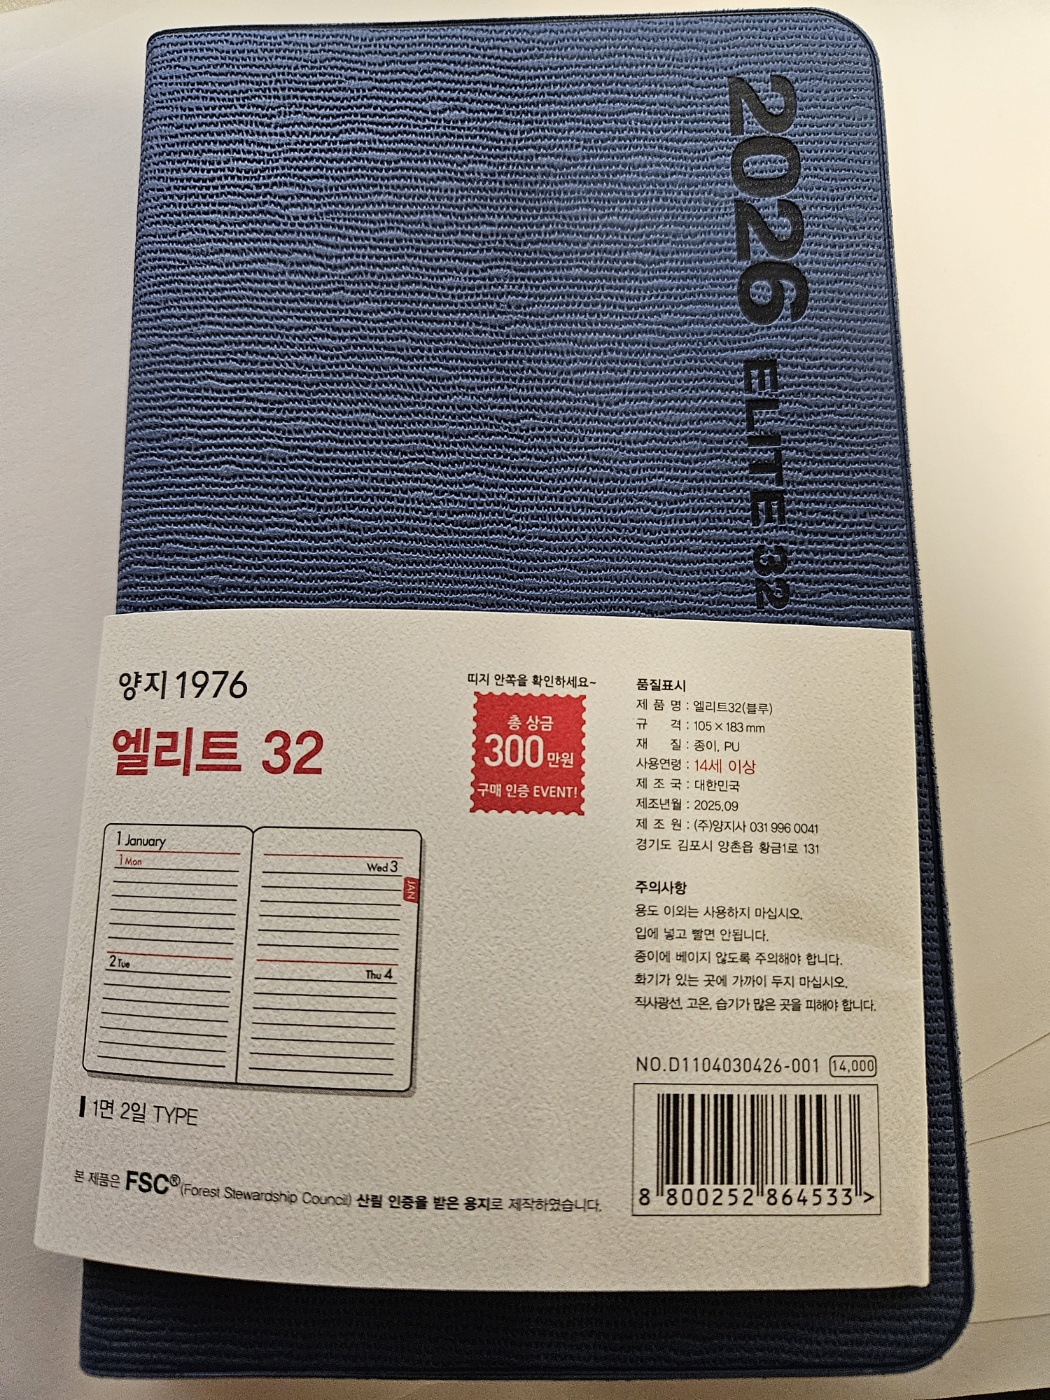 2026 ELITE 32
양지 1976
엘리트 32
1 January
1 Mon
2 Tue
Wed 3
JAN
Thu 4
1면 2일 TYPE
본 제품은 FSC®(Forest Stewardship Council) 산림 인증을 받은 용지로 제작하였습니다.
띠지 안쪽을 확인하세요~
총 상금
300만원
구매 인증 EVENT!
품질표시
제 품 명 : 엘리트32(블루)
규 격 : 105 × 183 mm
재 질 : 종이, PU
사용연령 : 14세 이상
제 조 국 : 대한민국
제조년월 : 2025.09
제 조 원 : (주)양지사 031 996 0041
경기도 김포시 양촌읍 황금1로 131
주의사항
용도 이외는 사용하지 마십시오.
입에 넣고 빨면 안됩니다.
종이에 베이지 않도록 주의해야 합니다.
화기가 있는 곳에 가까이 두지 마십시오.
직사광선, 고온, 습기가 많은 곳을 피해야 합니다.
NO.D1104030426-001 14,000
8 800252 864533 >